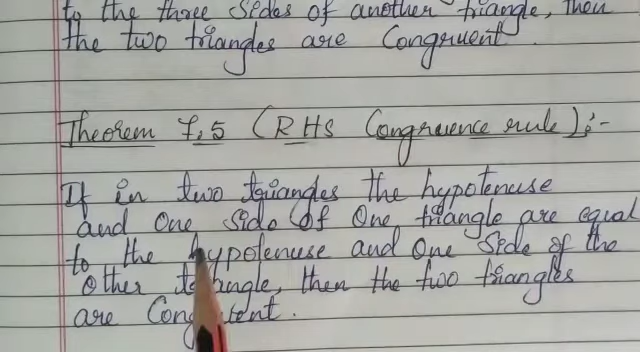 to the three sides of another triangle, then
the two triangles are Congruent.
Theorem 7.5 (RHS Congruence rule):-
If in two triangles the hypotenuse
and one side of one triangle are equal
to the hypotenuse and one side of the
other triangle, then the two triangles
are